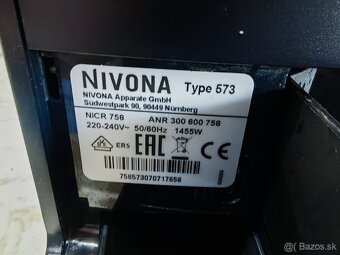 NIVONA Type 573
NIVONA Apparate GmbH
Südwestpark 90, 90449 Nürnberg
NICR 758 ANR 300 600 758
220-240V~ 50/60Hz 1455W
ER5 EAC CE
758573070717656
© Bazos.sk